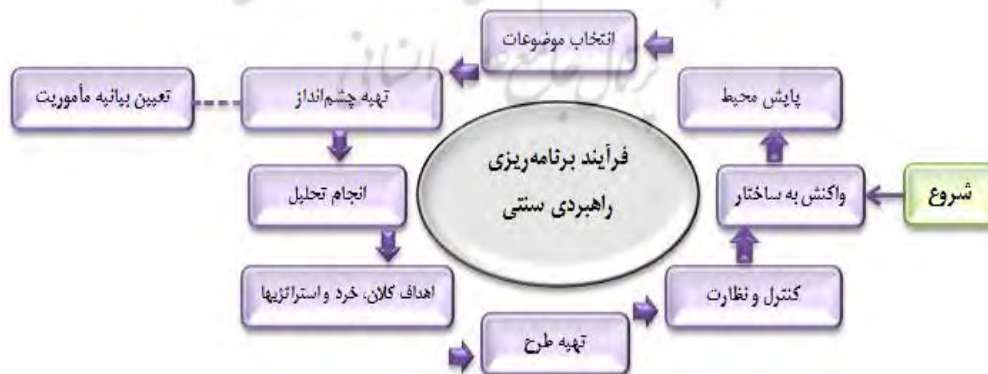 انتخاب موضوعات
تعیین بیانیه مأموریت
تهیه چشم‌انداز
پایش محیط
فرآیند برنامه‌ریزی
راهبردی سنتی
انجام تحلیل
واکنش به ساختار
شروع
اهداف کلان، خرد و استراتژیها
کنترل و نظارت
تهیه طرح